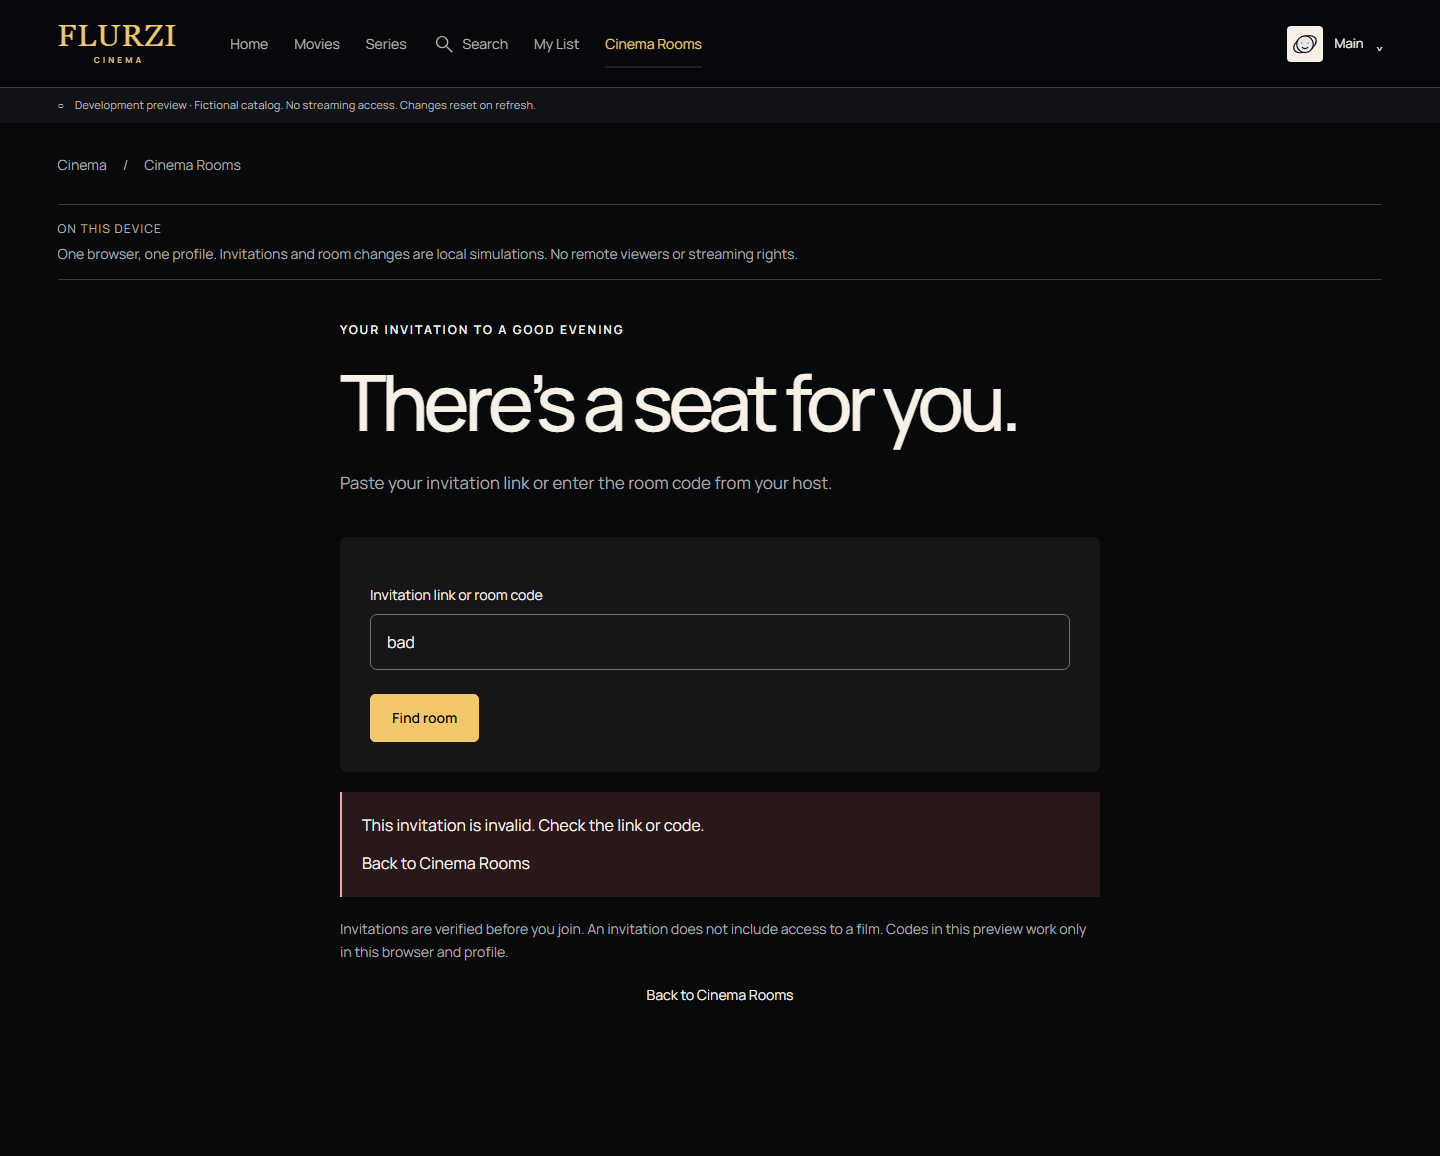 FLURZI
CINEMA
Home
Movies
Series
Search
My List
Cinema Rooms
Main
Development preview · Fictional catalog. No streaming access. Changes reset on refresh.
Cinema / Cinema Rooms
ON THIS DEVICE
One browser, one profile. Invitations and room changes are local simulations. No remote viewers or streaming rights.
YOUR INVITATION TO A GOOD EVENING
There’s a seat for you.
Paste your invitation link or enter the room code from your host.
Invitation link or room code
bad
Find room
This invitation is invalid. Check the link or code.
Back to Cinema Rooms
Invitations are verified before you join. An invitation does not include access to a film. Codes in this preview work only
in this browser and profile.
Back to Cinema Rooms